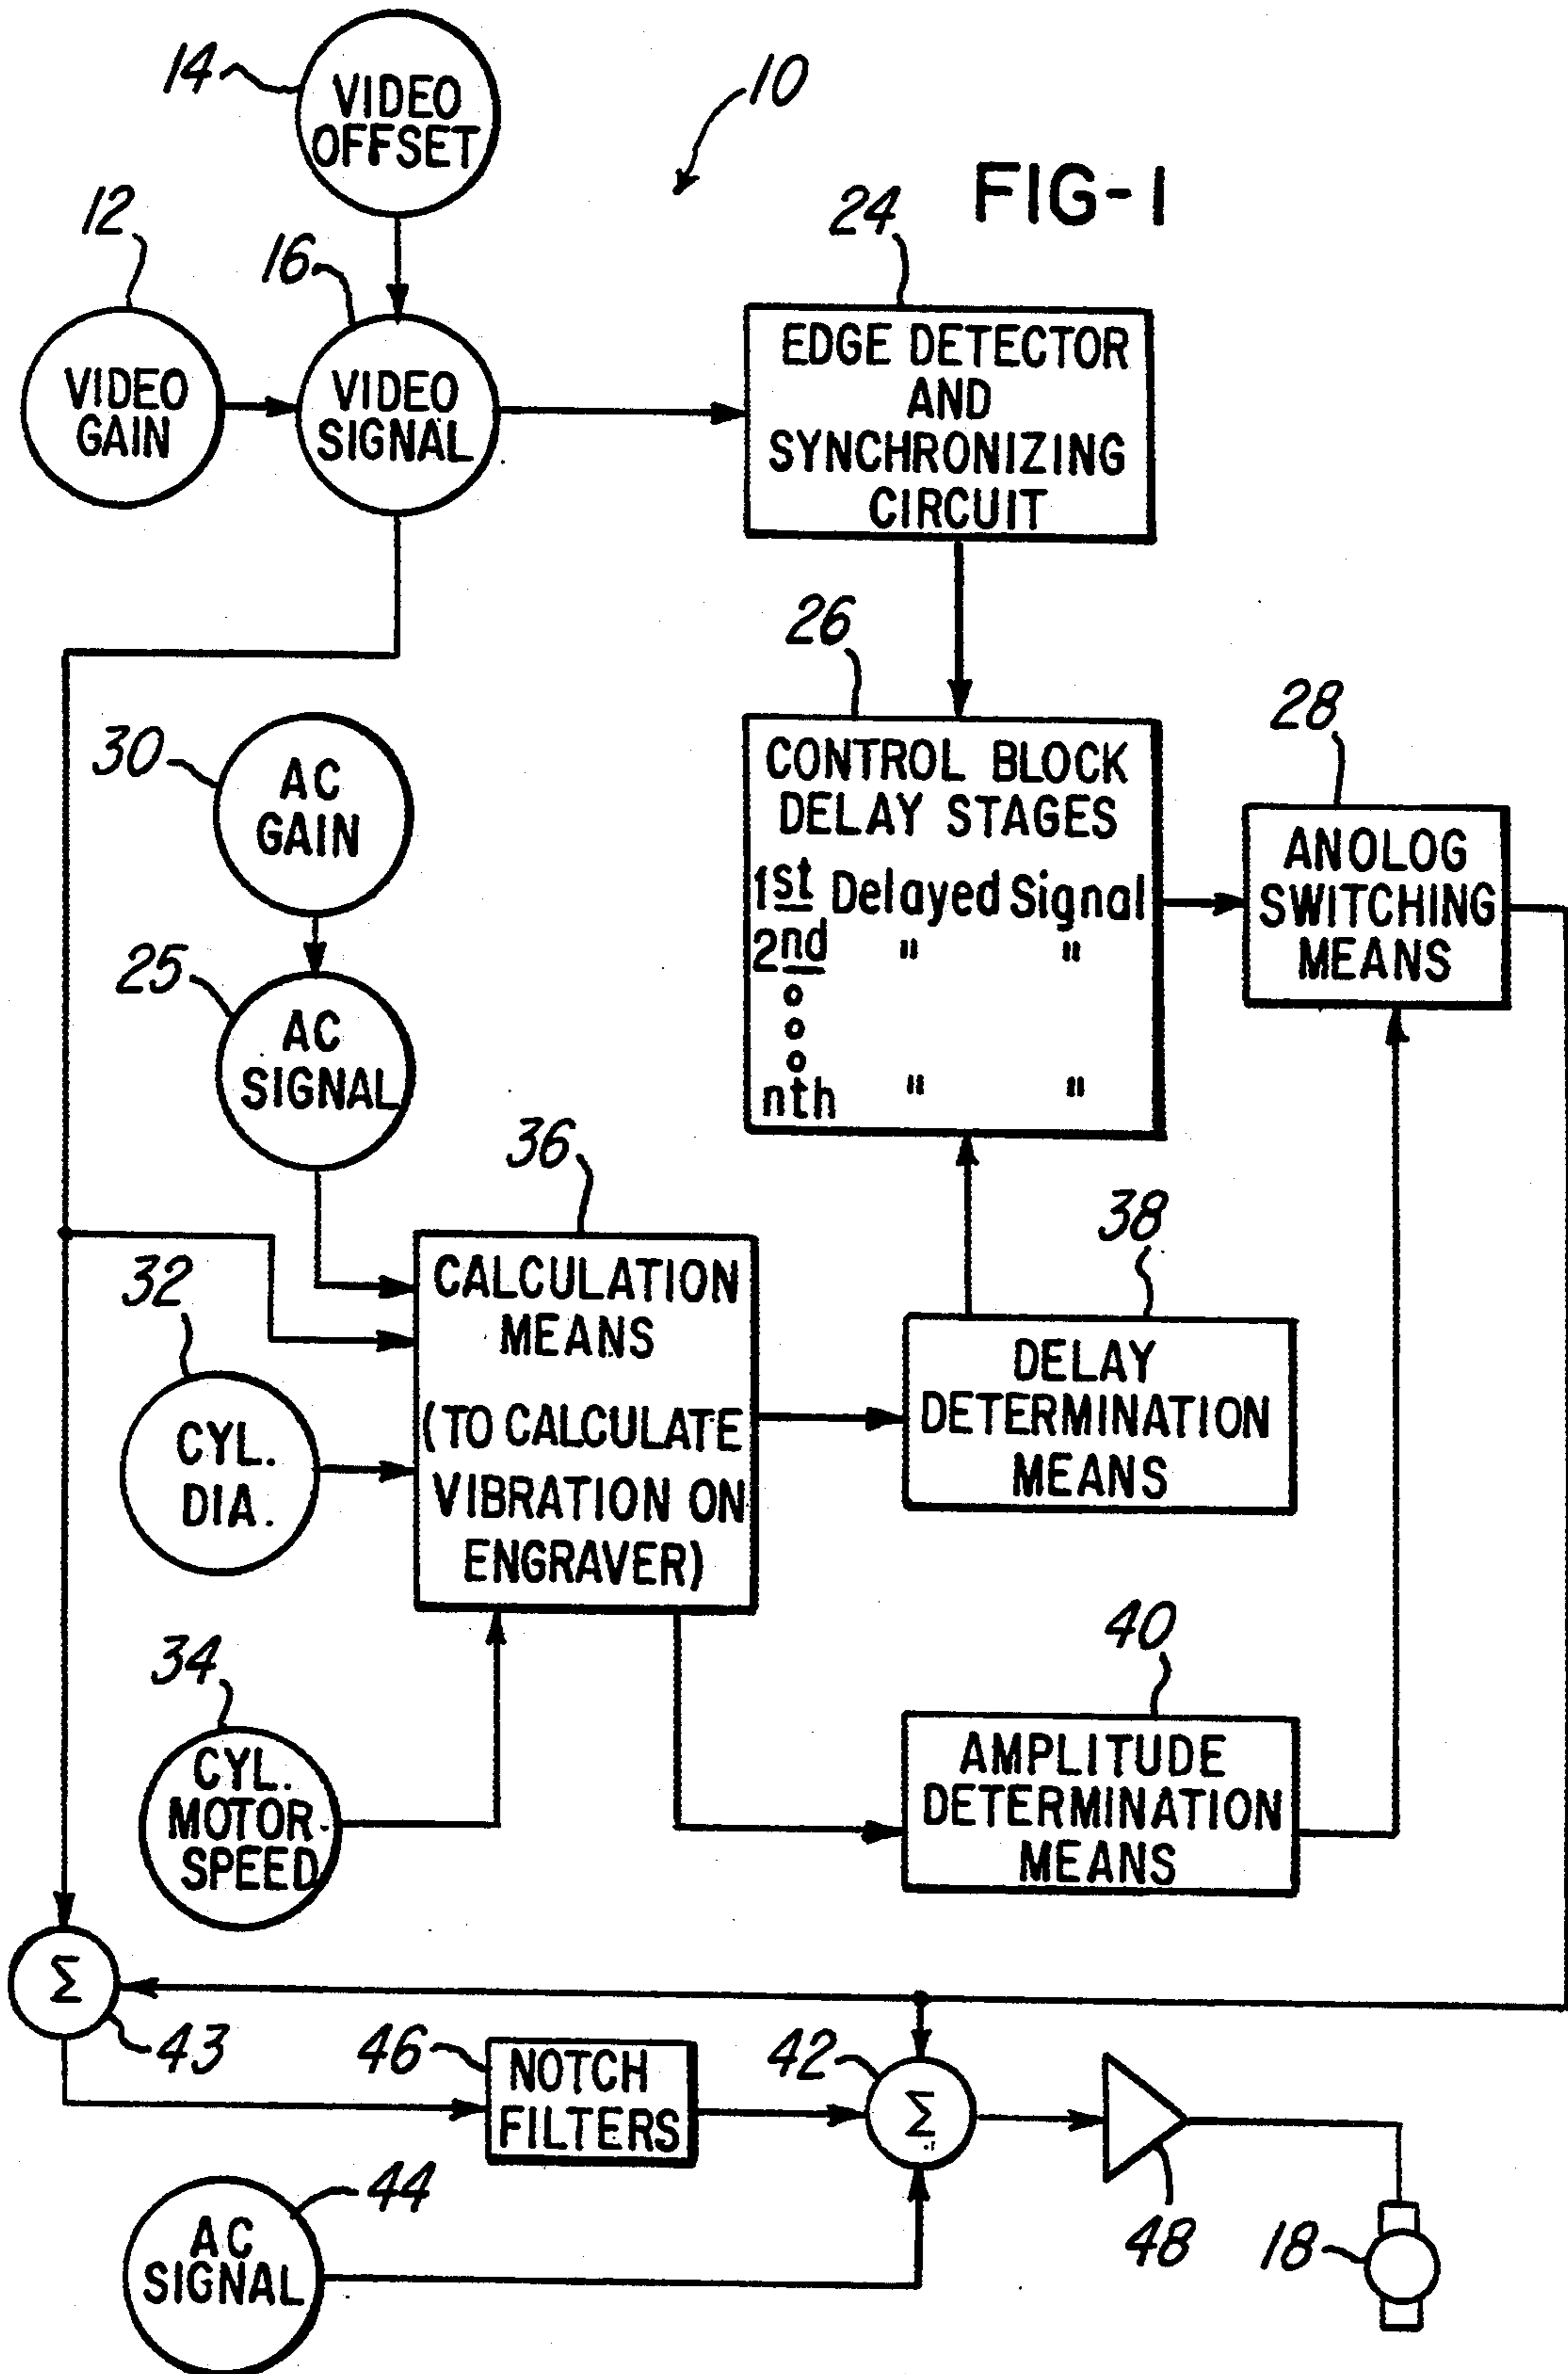 14
VIDEO
OFFSET
10
FIG-1
12
16
24
VIDEO
GAIN
VIDEO
SIGNAL
EDGE DETECTOR
AND
SYNCHRONIZING
CIRCUIT
26
28
30
AC
GAIN
CONTROL BLOCK
DELAY STAGES
1st Delayed Signal
2nd " "
o
o
o
nth " "
ANOLOG
SWITCHING
MEANS
25
AC
SIGNAL
36
38
32
CALCULATION
MEANS
(TO CALCULATE
VIBRATION ON
ENGRAVER)
CYL.
DIA.
DELAY
DETERMINATION
MEANS
34
40
CYL.
MOTOR-
SPEED
AMPLITUDE
DETERMINATION
MEANS
Σ
43
46
NOTCH
FILTERS
42
Σ
48
18
44
AC
SIGNAL